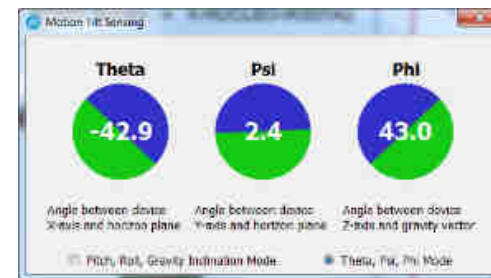 Motion Tilt Sensing
Theta Psi Phi
-42.9 2.4 43.0
Angle between device Angle between device Angle between device
X-axis and horizon plane Y-axis and horizon plane Z-axis and gravity vector
Pitch, Roll, Gravity Inclination Mode Theta, Psi, Phi Mode